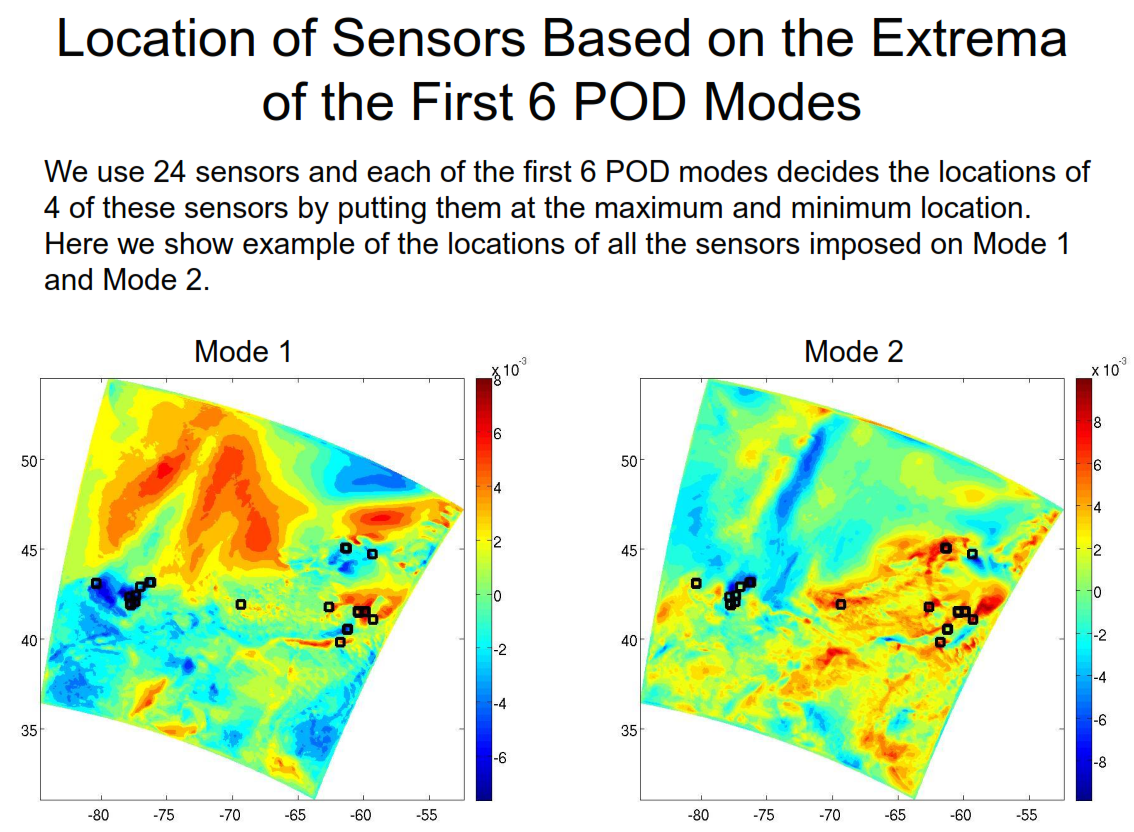 Location of Sensors Based on the Extrema
of the First 6 POD Modes
We use 24 sensors and each of the first 6 POD modes decides the locations of
4 of these sensors by putting them at the maximum and minimum location.
Here we show example of the locations of all the sensors imposed on Mode 1
and Mode 2.
Mode 1
x 10-3
8
6
4
2
0
-2
-4
-6
50
45
40
35
-80 -75 -70 -65 -60 -55
Mode 2
x 10-3
8
6
4
2
0
-2
-4
-6
-8
50
45
40
35
-80 -75 -70 -65 -60 -55